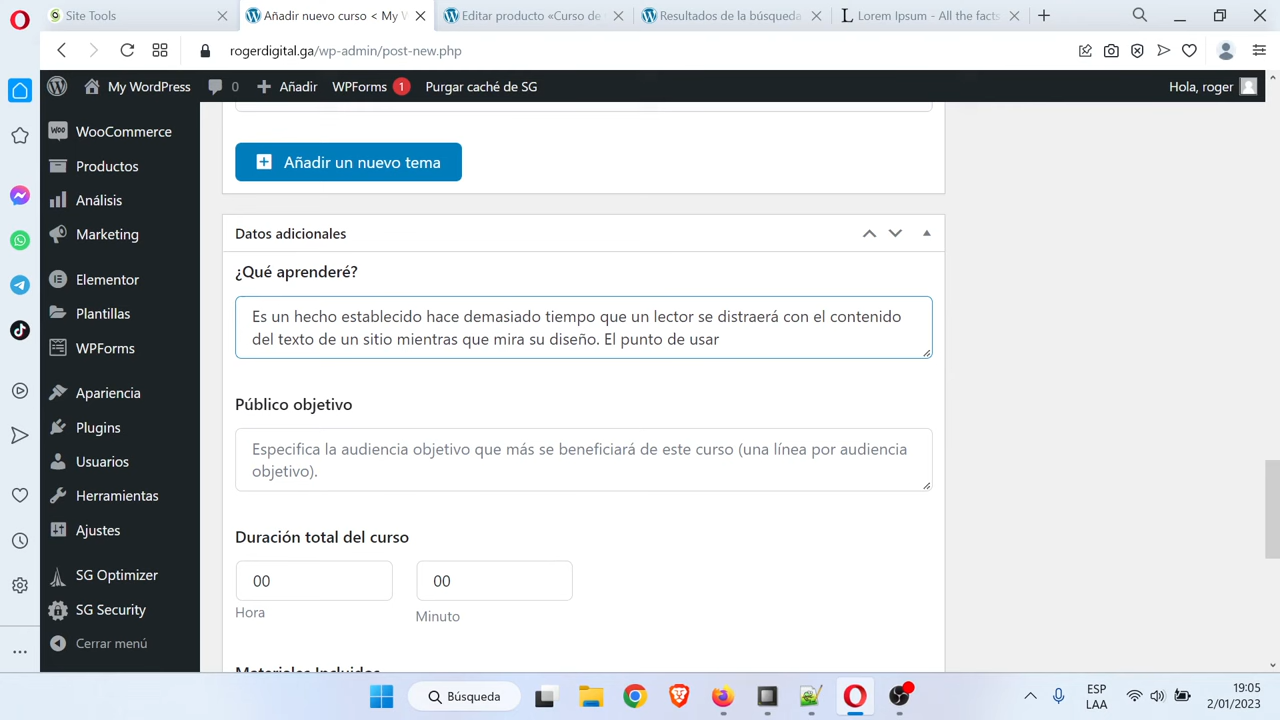 Site Tools
Añadir nuevo curso < My W
Editar producto «Curso de
Resultados de la búsqueda
Lorem Ipsum - All the facts
rogerdigital.ga/wp-admin/post-new.php
My WordPress
0
Añadir
WPForms
1
Purgar caché de SG
Hola, roger
WooCommerce
Productos
Análisis
Marketing
Elementor
Plantillas
WPForms
Apariencia
Plugins
Usuarios
Herramientas
Ajustes
SG Optimizer
SG Security
Cerrar menú
Añadir un nuevo tema
Datos adicionales
¿Qué aprenderé?
Es un hecho establecido hace demasiado tiempo que un lector se distraerá con el contenido
del texto de un sitio mientras que mira su diseño. El punto de usar
Público objetivo
Especifica la audiencia objetivo que más se beneficiará de este curso (una línea por audiencia
objetivo).
Duración total del curso
00
00
Hora
Minuto
Materiales Incluidos
Búsqueda
ESP
LAA
19:05
2/01/2023